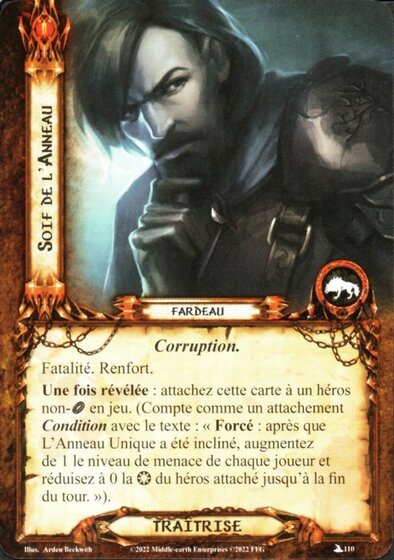 SOIF DE L'ANNEAU
FARDEAU
Corruption.
Fatalité. Renfort.
Une fois révélée : attachez cette carte à un héros
non- en jeu. (Compte comme un attachement
Condition avec le texte : « Forcé : après que
L'Anneau Unique a été incliné, augmentez
de 1 le niveau de menace de chaque joueur et
réduisez à 0 la du héros attaché jusqu'à la fin
du tour. »).
TRAÎTRISE
Illus. Arden Beckwith
©2022 Middle-earth Enterprises ©2022 FFG
110